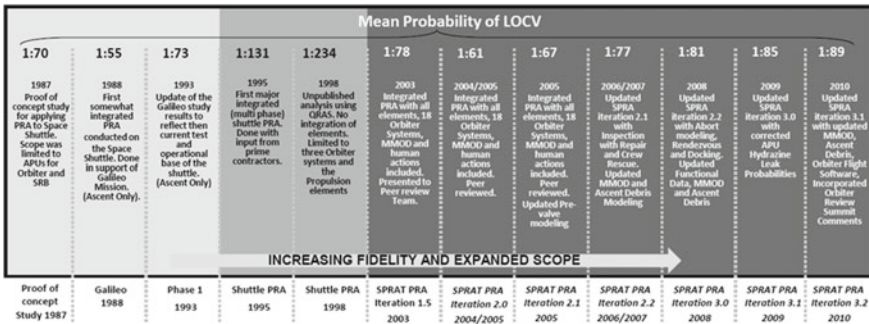 Mean Probability of LOCV
1:70
1:55
1:73
1:131
1:234
1:78
1:61
1:67
1:77
1:81
1:85
1:89
1987
Proof of
concept study
for applying
PRA to Space
Shuttle.
Scope was
limited to
APUs for
Orbiter and
SRB
1988
First
somewhat
integrated
PRA
conducted on
the Space
Shuttle. Done
in support of
Galileo
Mission.
(Ascent Only).
1993
Update of the
Galileo study
results to
reflect then
current test
and
operational
base of the
shuttle.
(Ascent Only)
1995
First major
integrated
(multi phase)
shuttle PRA.
Done with
input from
prime
contractors.
1998
Unpublished
analysis using
QRAS. No
integration of
elements.
Limited to
three Orbiter
systems and
the
Propulsion
elements
2003
Integrated
PRA with all
elements, 18
Orbiter
Systems,
MMOD and
human
actions
included.
Presented to
Peer review
Team.
2004/2005
Integrated
PRA with all
elements, 18
Orbiter
Systems,
MMOD and
human
actions
included.
Peer
reviewed.
2005
Integrated
PRA with all
elements, 18
Orbiter
Systems,
MMOD and
human
actions
included.
Peer
reviewed.
Updated Pre-
valve
modeling
2006/2007
Updated
SPRA
iteration 2.1
with
Inspection
with Repair
and Crew
Rescue.
Updated
MMOD and
Ascent Debris
Modeling
2008
Updated
SPRA
iteration 2.2
with Abort
modeling,
Rendezvous
and Docking.
Updated
Functional
Data, MMOD
and Ascent
Debris
2009
Updated
SPRA
iteration 3.0
with
corrected
APU
Hydrazine
Leak
Probabilities
2010
Updated
SPRA iteration
3.1 with
updated
MMOD,
Ascent Debris,
Orbiter Flight
Software,
Incorporated
Orbiter
Review
Summit
Comments
INCREASING FIDELITY AND EXPANDED SCOPE
Proof of
concept
Study 1987
Galileo
1988
Phase 1
1993
Shuttle PRA
1995
Shuttle PRA
1998
SPRAT PRA
Iteration 1.5
2003
SPRAT PRA
Iteration 2.0
2004/2005
SPRAT PRA
Iteration 2.1
2005
SPRAT PRA
Iteration 2.2
2006/2007
SPRAT PRA
Iteration 3.0
2008
SPRAT PRA
Iteration 3.1
2009
SPRAT PRA
Iteration 3.2
2010